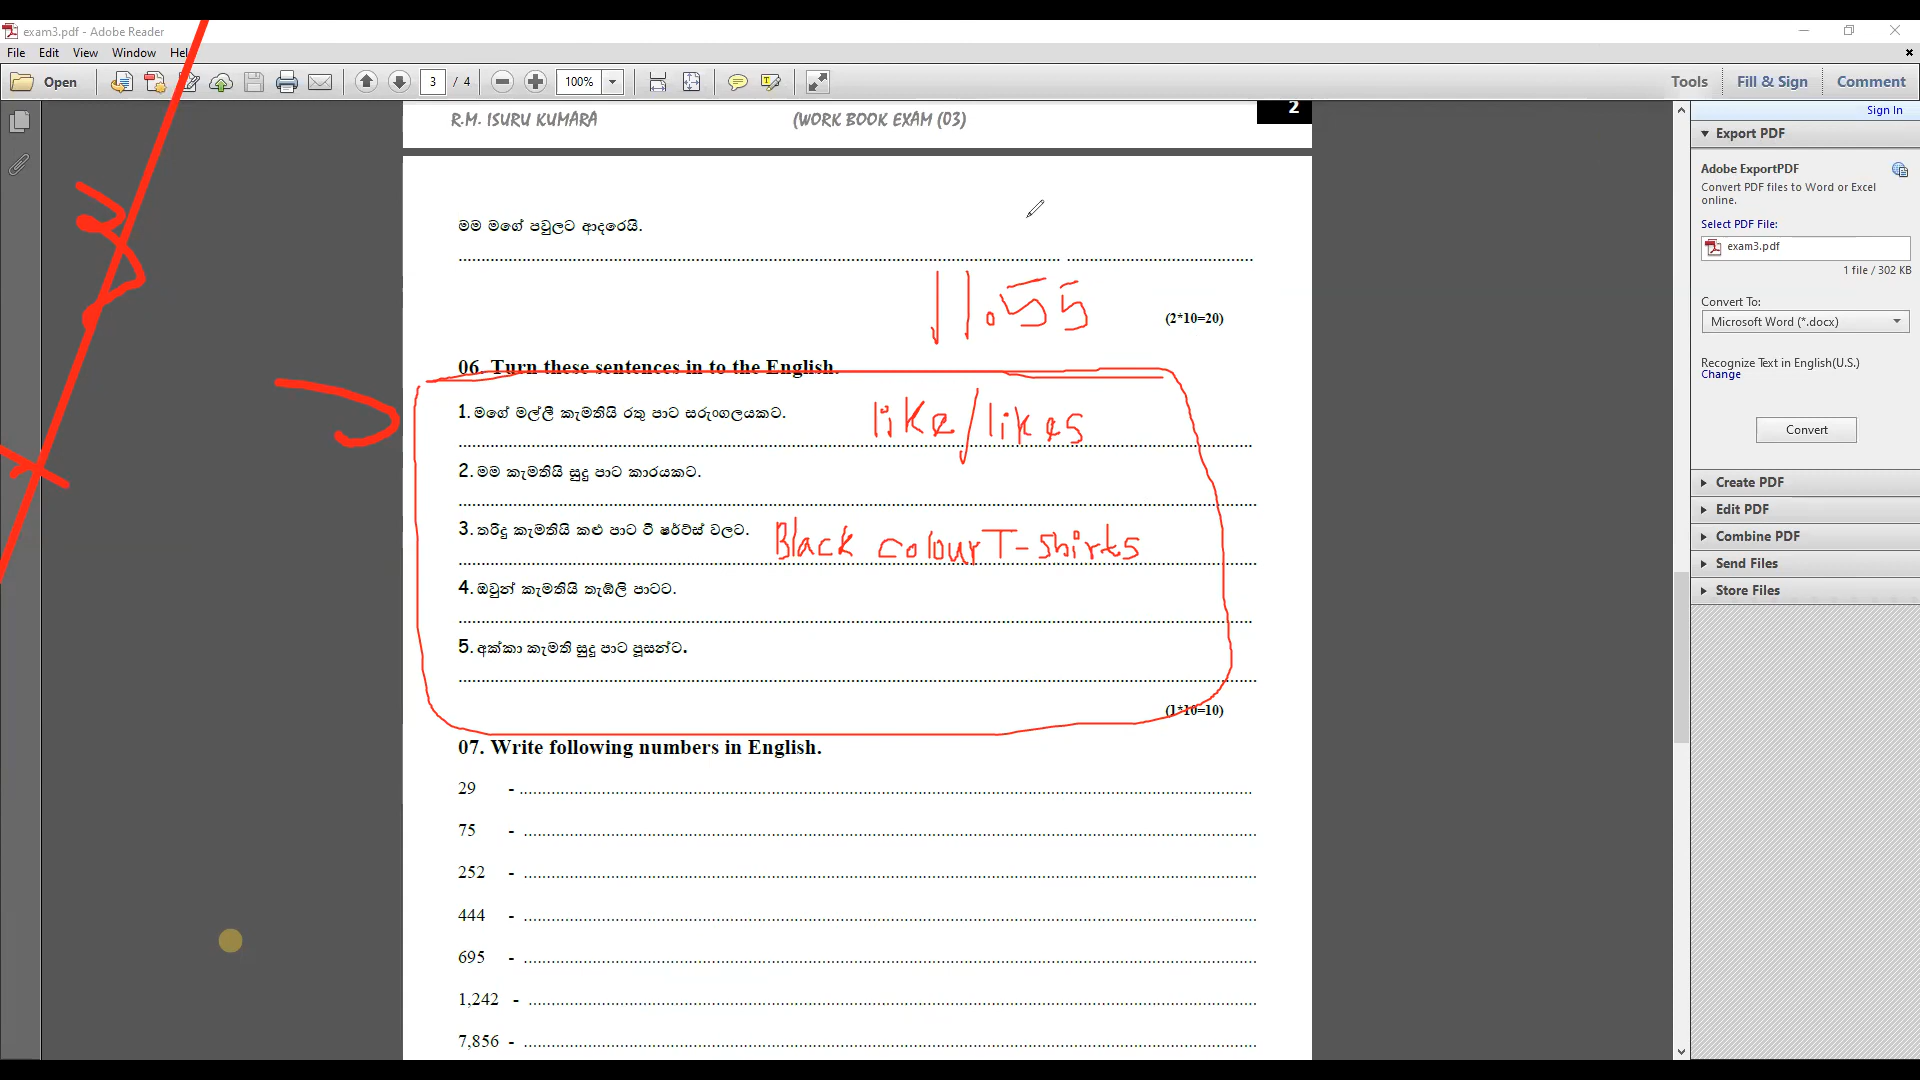 exam3.pdf - Adobe Reader
File Edit View Window Hel
Open 3 / 4 100% Tools Fill & Sign Comment
Sign In
R.M. ISURU KUMARA (WORK BOOK EXAM (03) 2
Export PDF
Adobe ExportPDF
Convert PDF files to Word or Excel
online.
Select PDF File:
exam3.pdf
1 file / 302 KB
Convert To:
Microsoft Word (*.docx)
Recognize Text in English(U.S.)
Change
Convert
Create PDF
Edit PDF
Combine PDF
Send Files
Store Files
මම මගේ පවුලට ආදරෙයි.
11.55
(2*10=20)
06. Turn these sentences in to the English.
1. මගේ මල්ලී කැමතියි රතු පාට සරුංගලයකට.
like/likes
2. මම කැමතියි සුදු පාට කාරයකට.
3. තරිඳු කැමතියි කළු පාට ටී ෂර්ට්ස් වලට.
Black colour T-shirts
4. ඔවුන් කැමතියි තැඹිලි පාටට.
5. අක්කා කැමති සුදු පාට පූසන්ට.
(1*10=10)
07. Write following numbers in English.
29 -
75 -
252 -
444 -
695 -
1,242 -
7,856 -